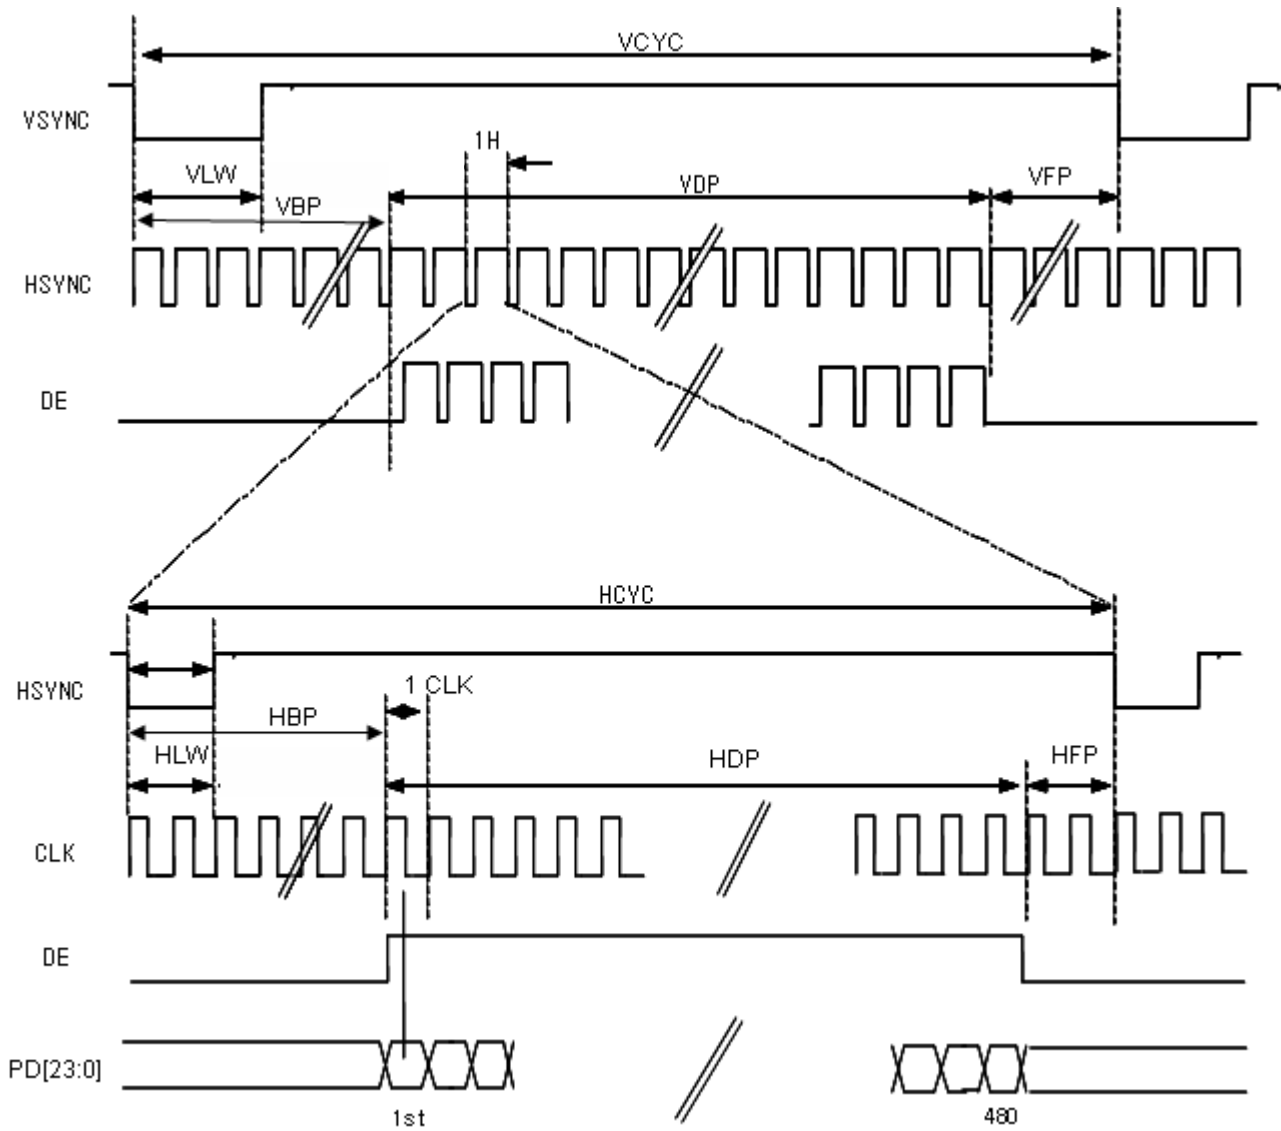 VCYC
VSYNC
1H
VLW
VDP
VFP
VBP
HSYNC
DE
HCYC
HSYNC
1 CLK
HBP
HLW
HDP
HFP
CLK
DE
PD[23:0]
1st
480